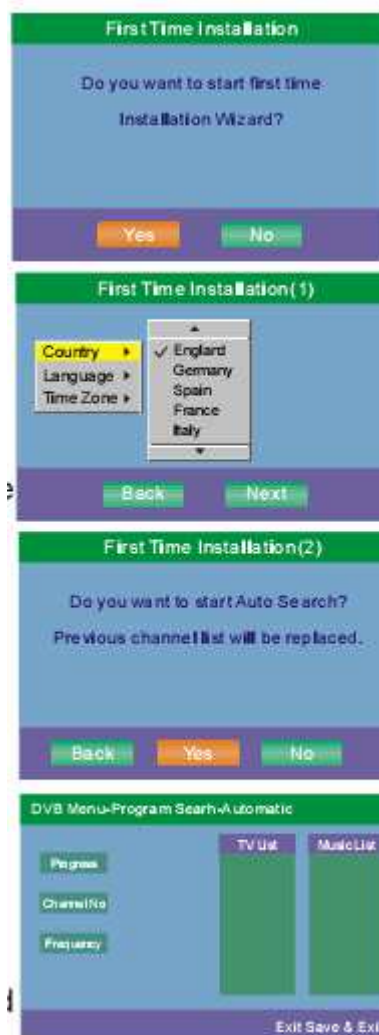 First Time Installation
Do you want to start first time
Installation Wizard?
Yes No
First Time Installation(1)
Country
Language
Time Zone
England
Germany
Spain
France
Italy
Back Next
First Time Installation(2)
Do you want to start Auto Search?
Previous channel list will be replaced.
Back Yes No
DVB Menu-Program Searh-Automatic
TV List Music List
Progress
Channel No
Frequency
Exit Save &